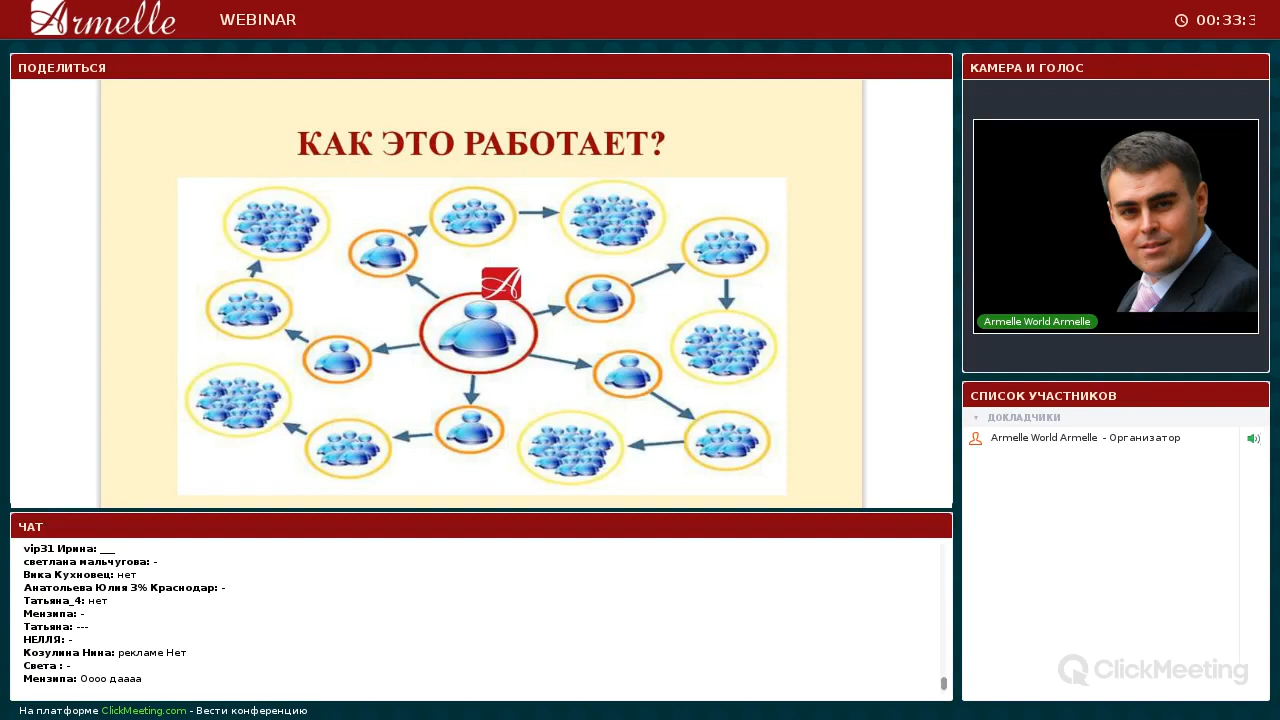 Armelle
WEBINAR
00:33:3
ПОДЕЛИТЬСЯ
КАК ЭТО РАБОТАЕТ?
A
КАМЕРА И ГОЛОС
Armelle World Armelle
СПИСОК УЧАСТНИКОВ
ДОКЛАДЧИКИ
Armelle World Armelle - Организатор
ClickMeeting
ЧАТ
vip31 Ирина: ___
светлана мальчугова: -
Вика Кухновец: нет
Анатольева Юлия 3% Краснодар: -
Татьяна_4: нет
Мензипа: -
Татьяна: ---
НЕЛЛЯ: -
Козулина Нина: рекламе Нет
Света : -
Мензипа: Оооо даааа
На платформе ClickMeeting.com - Вести конференцию